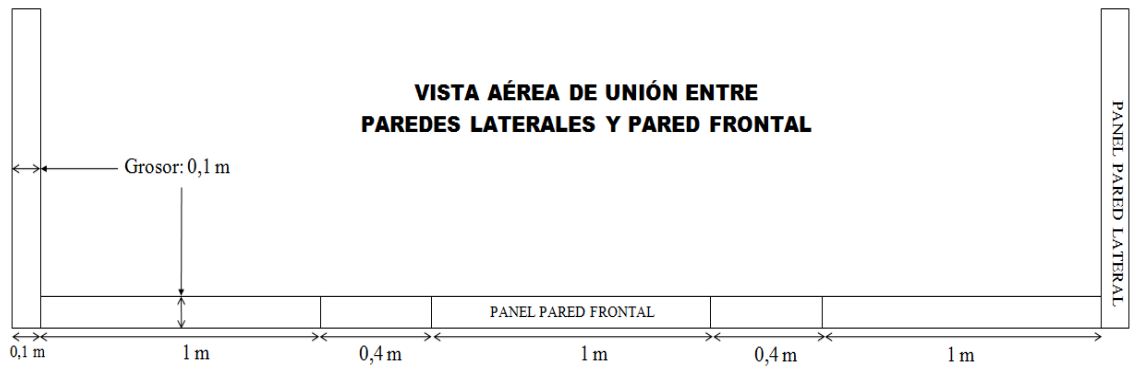 VISTA AÉREA DE UNIÓN ENTRE
PAREDES LATERALES Y PARED FRONTAL
PANEL PARED LATERAL
Grosor: 0,1 m
PANEL PARED FRONTAL
0,1 m
1 m
0,4 m
1 m
0,4 m
1 m